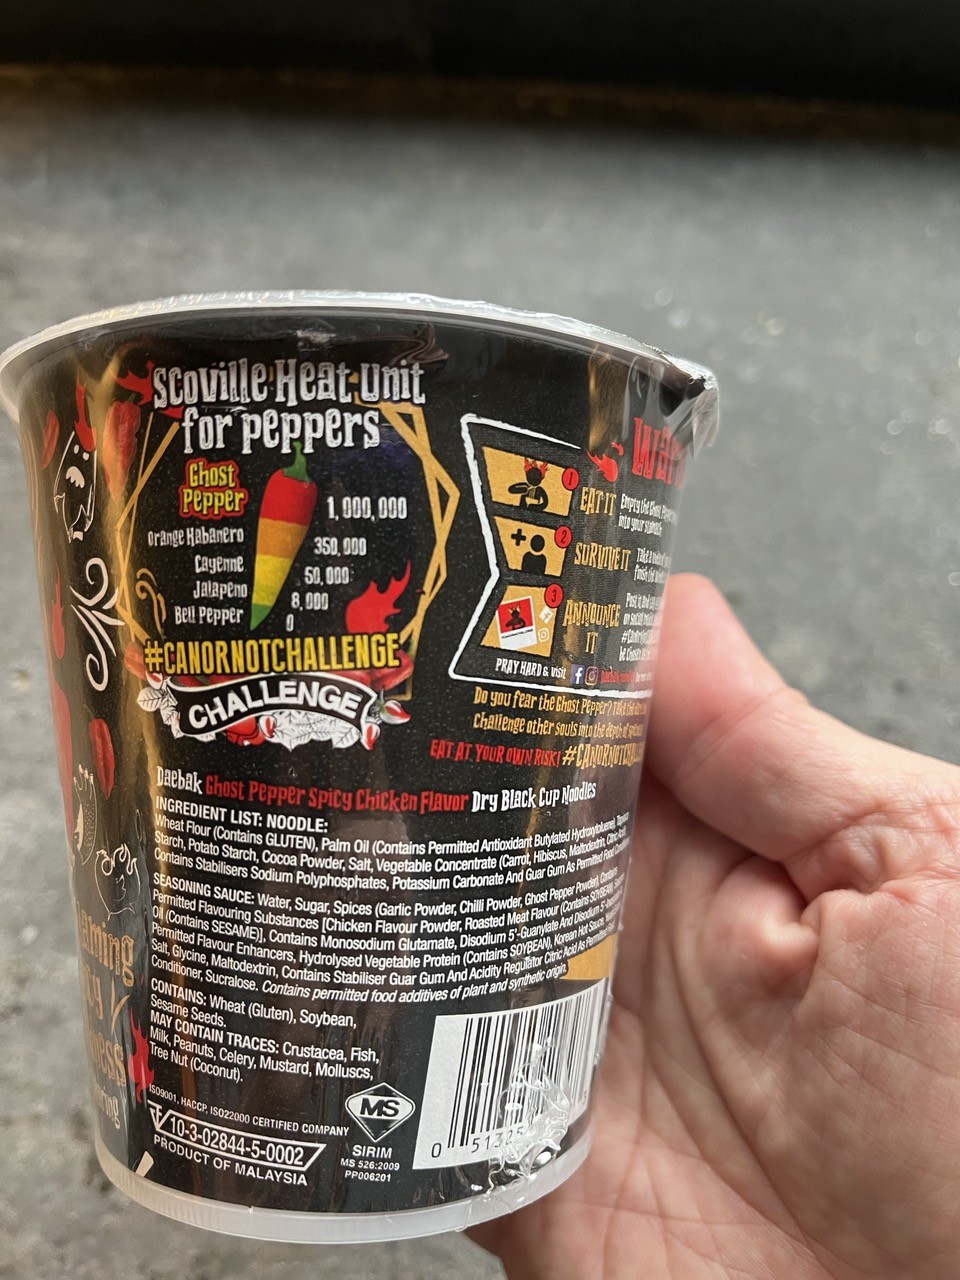 Scoville Heat Unit
for peppers
Ghost
Pepper
1,000,000
Orange Habanero
350,000
Cayenne
50,000
Jalapeno
8,000
Bell Pepper
0
#CANORNOTCHALLENGE
CHALLENGE
1
EAT IT
Empty the Ghost
into your stomach.
2
SURVIVE IT
3
ANNOUNCE
IT
PRAY HARD & visit
Do you fear the Ghost Pepper?
Challenge other souls into the depth of
EAT AT YOUR OWN RISK!
Daebak Ghost Pepper Spicy Chicken Flavor Dry Black Cup Noodles
INGREDIENT LIST: NOODLE:
Wheat Flour (Contains GLUTEN), Palm Oil (Contains Permitted Antioxidant Butylated Hydroxytoluene),
Starch, Potato Starch, Cocoa Powder, Salt, Vegetable Concentrate (Carrot, Hibiscus, Maltodextrin,
Contains Stabilisers Sodium Polyphosphates, Potassium Carbonate And Guar Gum As Permitted Food
SEASONING SAUCE: Water, Sugar, Spices (Garlic Powder, Chilli Powder, Ghost Pepper Powder),
Permitted Flavouring Substances [Chicken Flavour Powder, Roasted Meat Flavour (Contains SOYBEAN),
Oil (Contains SESAME)], Contains Monosodium Glutamate, Disodium 5'-Guanylate And Disodium
Permitted Flavour Enhancers, Hydrolysed Vegetable Protein (Contains SOYBEAN), Korean Hot Sauce,
Salt, Glycine, Maltodextrin, Contains Stabiliser Guar Gum And Acidity Regulator Citric Acid As Permitted
Conditioner, Sucralose. Contains permitted food additives of plant and synthetic origin.
CONTAINS: Wheat (Gluten), Soybean,
Sesame Seeds.
MAY CONTAIN TRACES: Crustacea, Fish,
Milk, Peanuts, Celery, Mustard, Molluscs,
Tree Nut (Coconut).
ISO9001, HACCP, ISO22000 CERTIFIED COMPANY
10-3-02844-5-0002
PRODUCT OF MALAYSIA
MS
SIRIM
MS 526:2009
PP006201